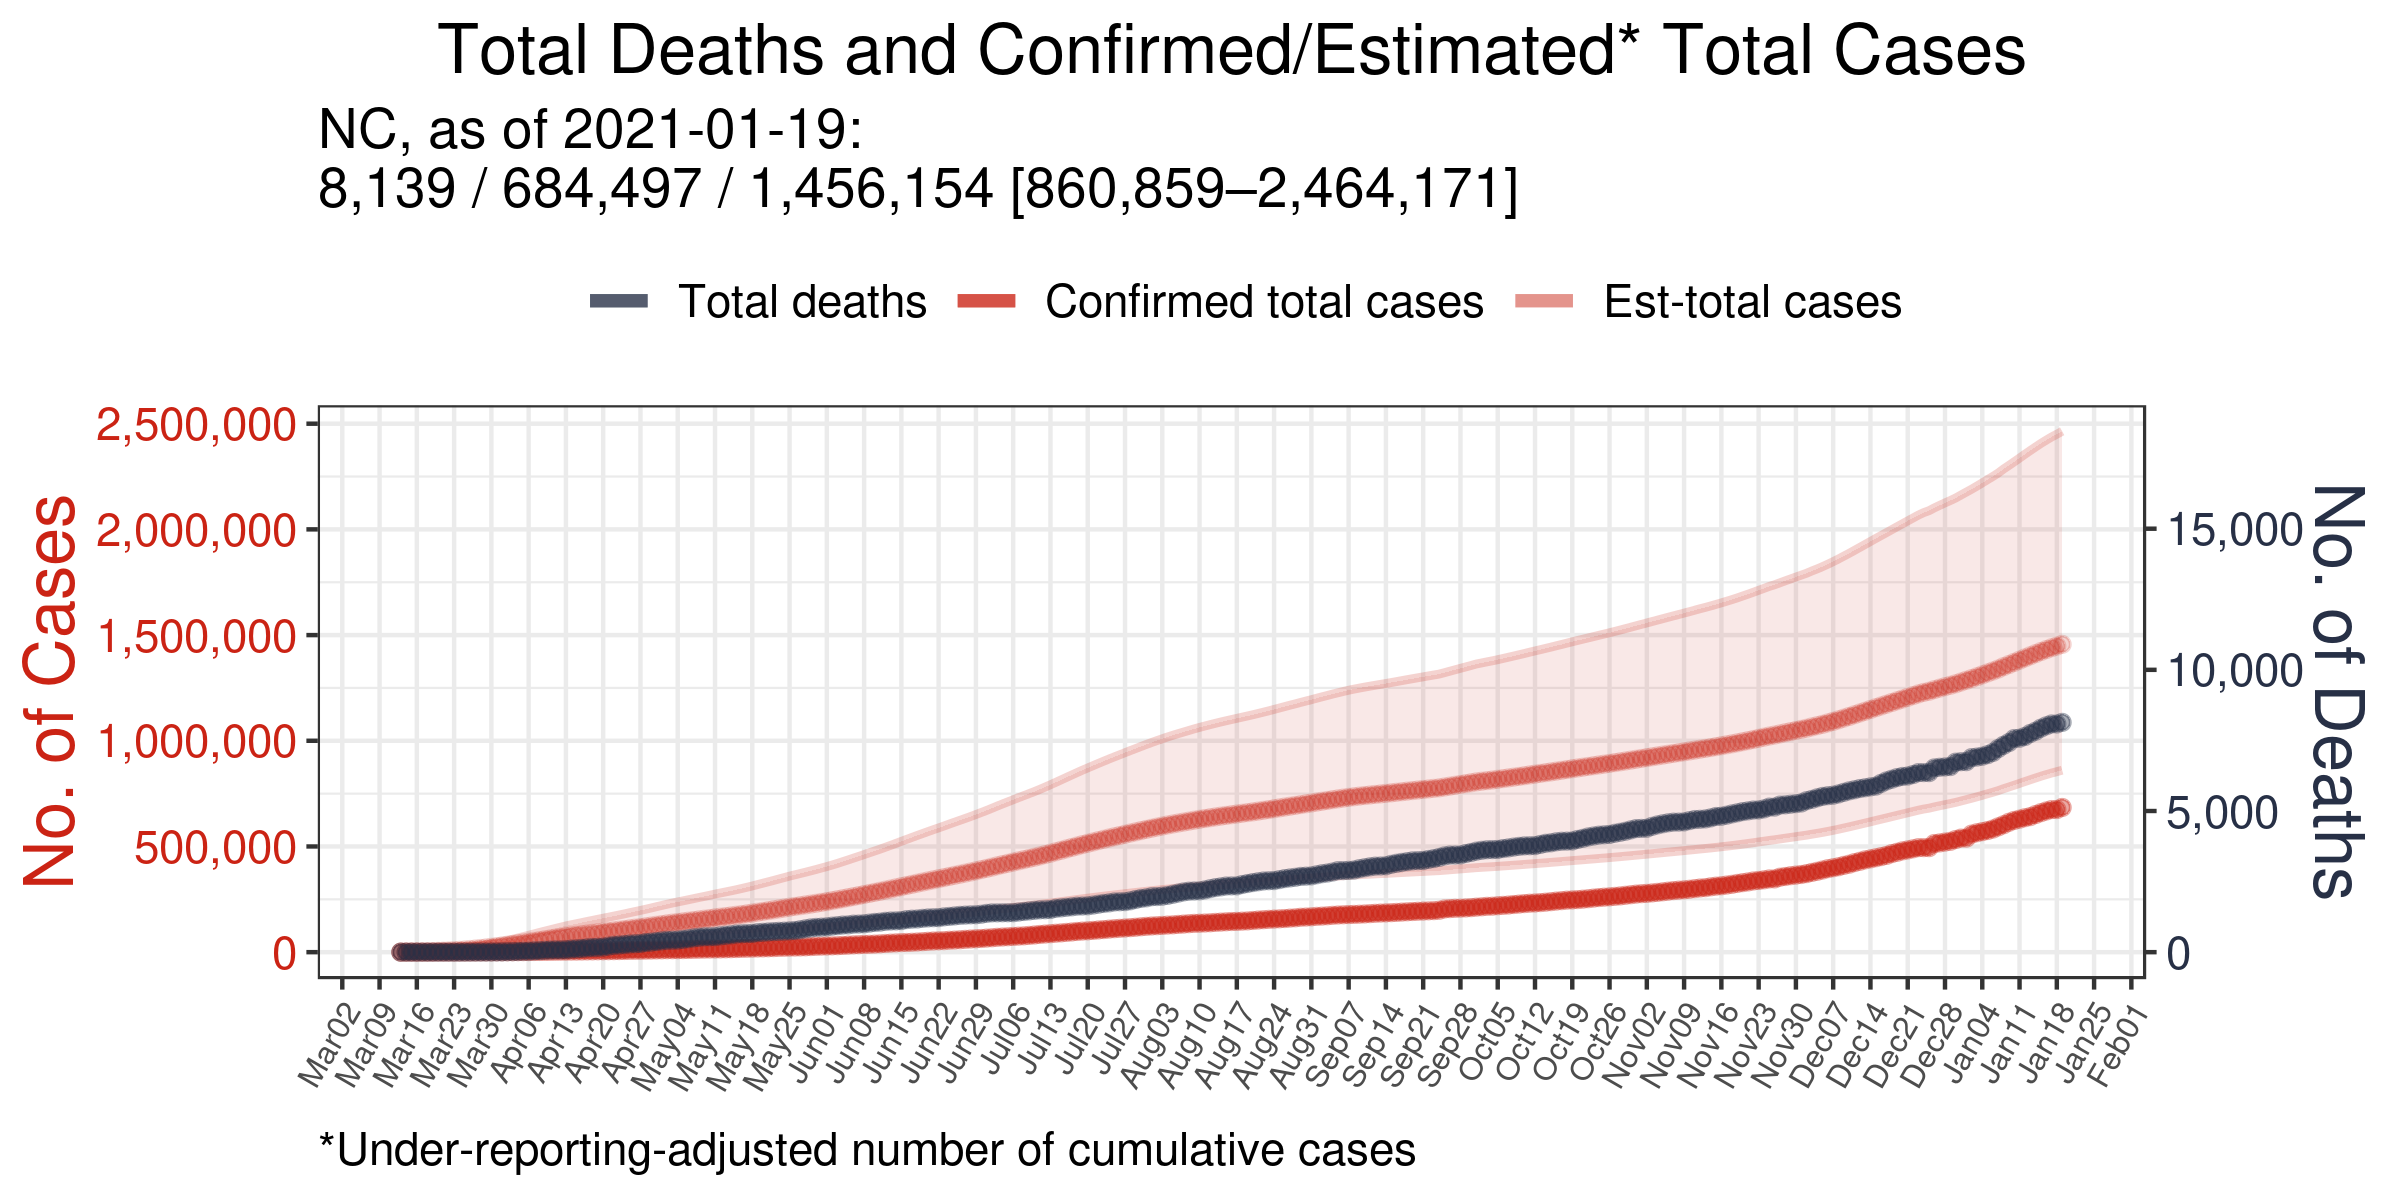 Total Deaths and Confirmed/Estimated* Total Cases
NC, as of 2021-01-19:
8,139 / 684,497 / 1,456,154 [860,859–2,464,171]
Total deaths
Confirmed total cases
Est-total cases
No. of Cases
2,500,000
2,000,000
1,500,000
1,000,000
500,000
0
15,000
10,000
5,000
0
No. of Deaths
Mar02
Mar09
Mar16
Mar23
Mar30
Apr06
Apr13
Apr20
Apr27
May04
May11
May18
May25
Jun01
Jun08
Jun15
Jun22
Jun29
Jul06
Jul13
Jul20
Jul27
Aug03
Aug10
Aug17
Aug24
Aug31
Sep07
Sep14
Sep21
Sep28
Oct05
Oct12
Oct19
Oct26
Nov02
Nov09
Nov16
Nov23
Nov30
Dec07
Dec14
Dec21
Dec28
Jan04
Jan11
Jan18
Jan25
Feb01
*Under-reporting-adjusted number of cumulative cases